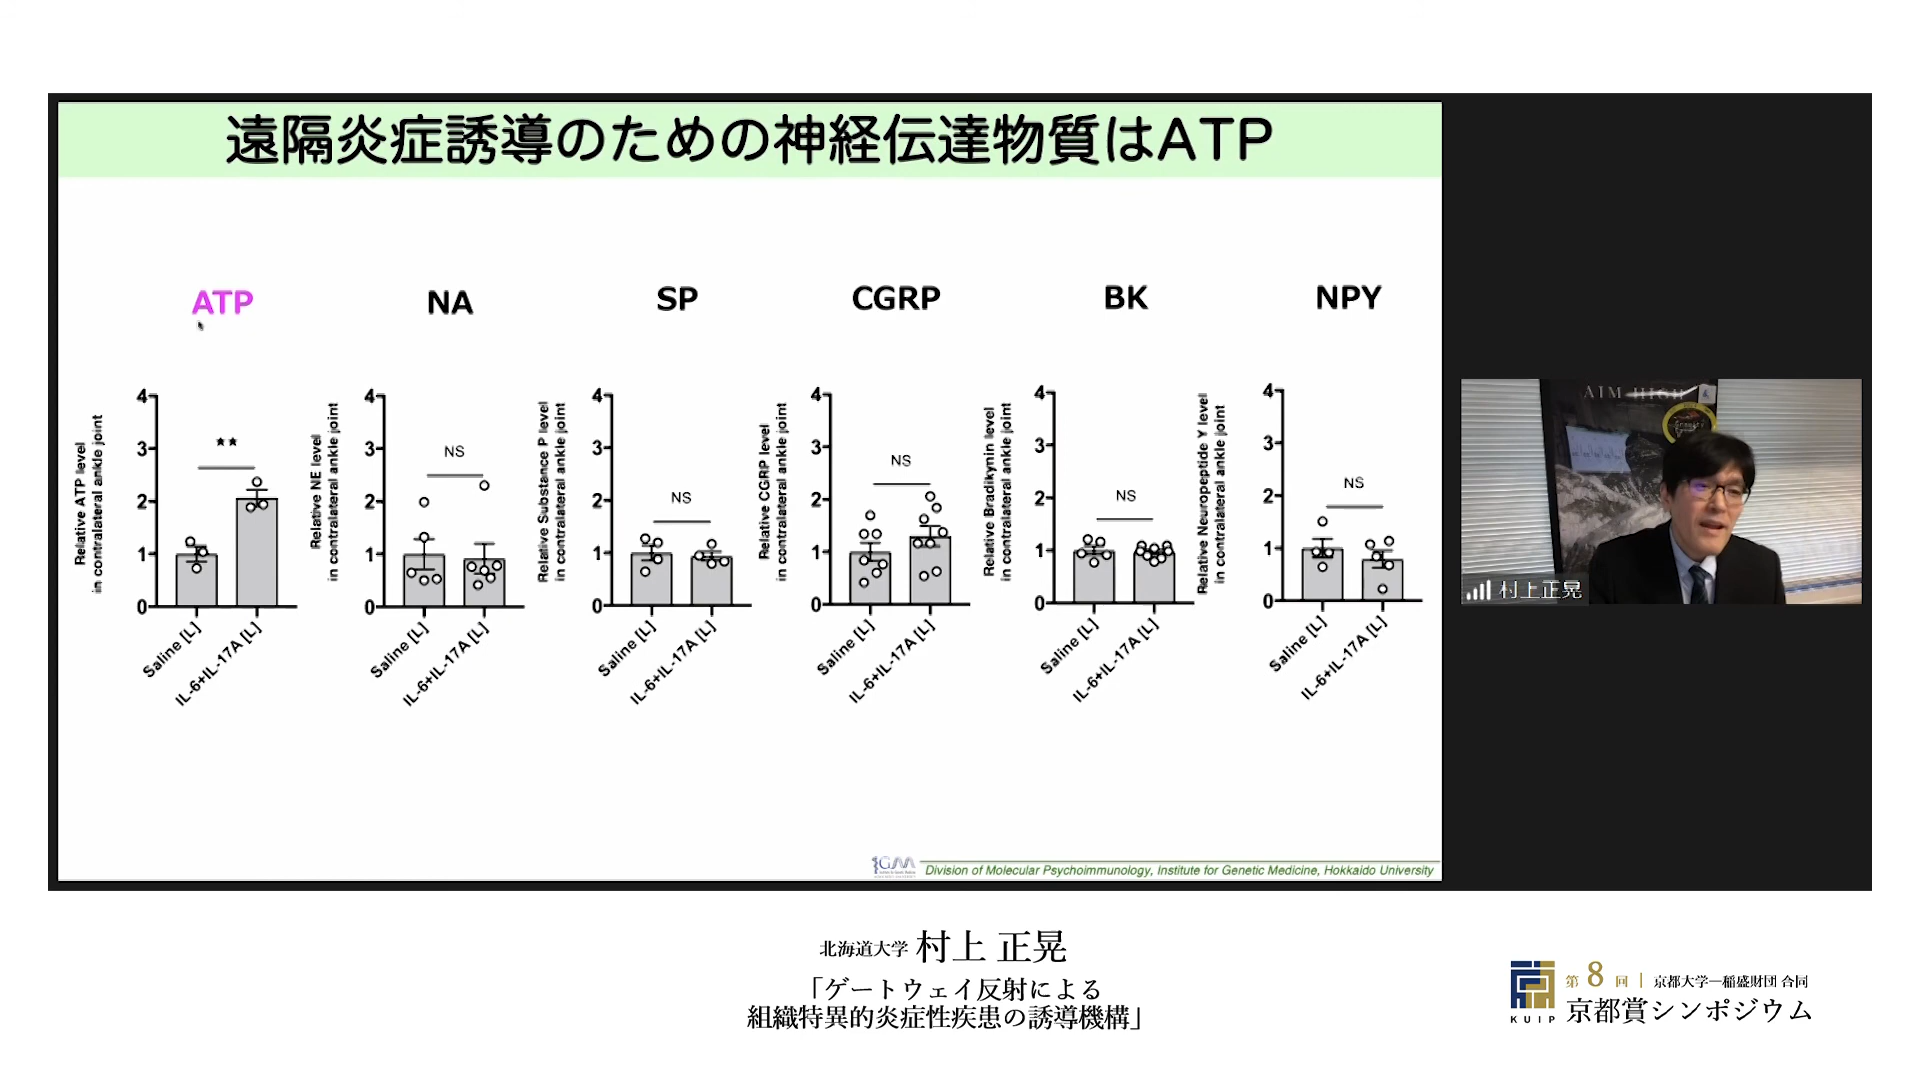 遠隔炎症誘導のための神経伝達物質はATP
ATP
NA
SP
CGRP
BK
NPY
Relative ATP level
in contralateral ankle joint
4
3
2
1
0
**
Saline [L]
IL-6+IL-17A [L]
Relative NE level
in contralateral ankle joint
4
3
2
1
0
NS
Saline [L]
IL-6+IL-17A [L]
Relative Substance P level
in contralateral ankle joint
4
3
2
1
0
NS
Saline [L]
IL-6+IL-17A [L]
Relative CGRP level
in contralateral ankle joint
4
3
2
1
0
NS
Saline [L]
IL-6+IL-17A [L]
Relative Bradikynin level
in contralateral ankle joint
4
3
2
1
0
NS
Saline [L]
IL-6+IL-17A [L]
Relative Neuropeptide Y level
in contralateral ankle joint
4
3
2
1
0
NS
Saline [L]
IL-6+IL-17A [L]
IGM
Division of Molecular Psychoimmunology, Institute for Genetic Medicine, Hokkaido University
AIM HIGH
村上正晃
北海道大学 村上 正晃
「ゲートウェイ反射による
組織特異的炎症性疾患の誘導機構」
KUIP
第8回 | 京都大学—稲盛財団 合同
京都賞シンポジウム